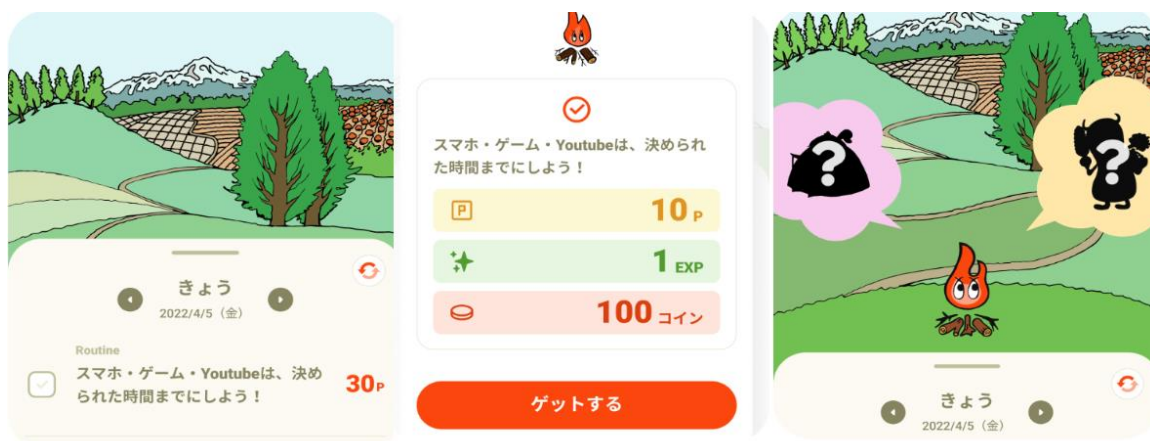 きょう
2022/4/5（金）
Routine
スマホ・ゲーム・Youtubeは、決め
られた時間までにしよう！
30P
スマホ・ゲーム・Youtubeは、決められ
た時間までにしよう！
P
10 P
1 EXP
100 コイン
ゲットする
?
?
きょう
2022/4/5（金）